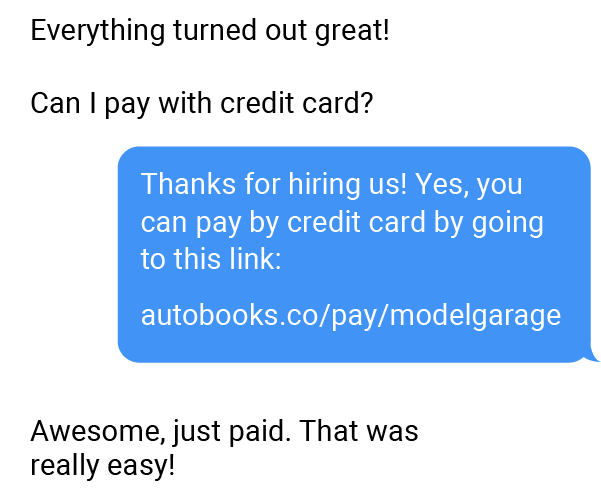 Everything turned out great!
Can I pay with credit card?
Thanks for hiring us! Yes, you
can pay by credit card by going
to this link:
autobooks.co/pay/modelgarage
Awesome, just paid. That was
really easy!